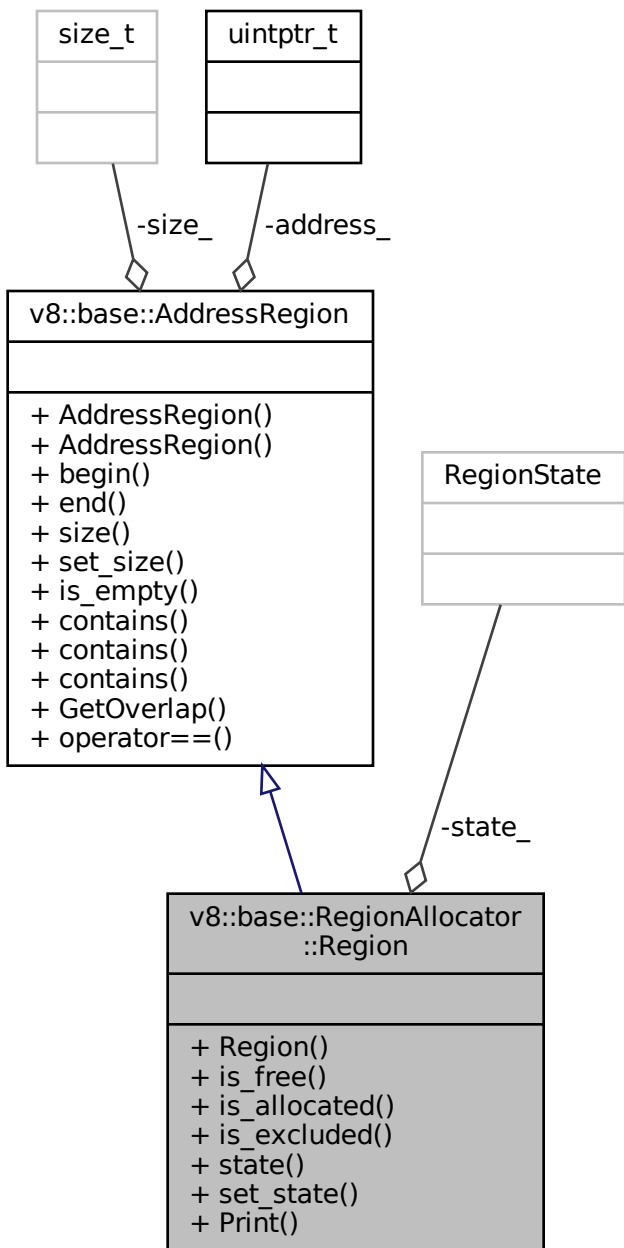 size_t
uintptr_t
-size_
-address_
v8::base::AddressRegion
+ AddressRegion()
+ AddressRegion()
+ begin()
+ end()
+ size()
+ set_size()
+ is_empty()
+ contains()
+ contains()
+ contains()
+ GetOverlap()
+ operator==()
RegionState
-state_
v8::base::RegionAllocator
::Region
+ Region()
+ is_free()
+ is_allocated()
+ is_excluded()
+ state()
+ set_state()
+ Print()